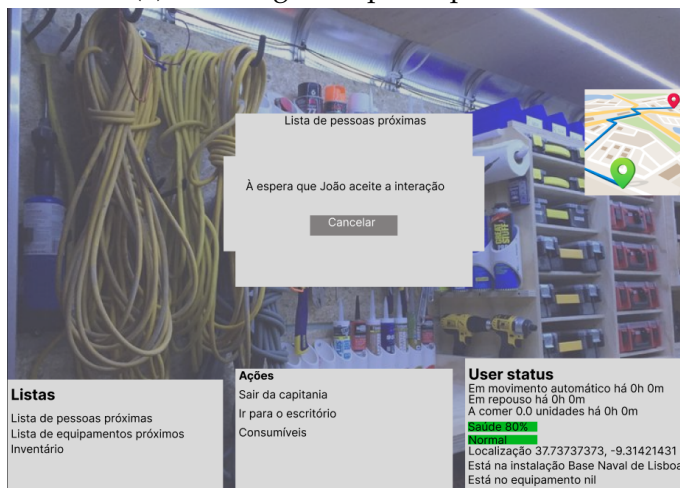 Lista de pessoas próximas
À espera que João aceite a interação
Cancelar
Listas
Lista de pessoas próximas
Lista de equipamentos próximos
Inventário
Ações
Sair da capitania
Ir para o escritório
Consumíveis
User status
Em movimento automático há 0h 0m
Em repouso há 0h 0m
A comer 0.0 unidades há 0h 0m
Saúde 80%
Normal
Localização 37.73737373, -9.31421431
Está na instalação Base Naval de Lisboa
Está no equipamento nil